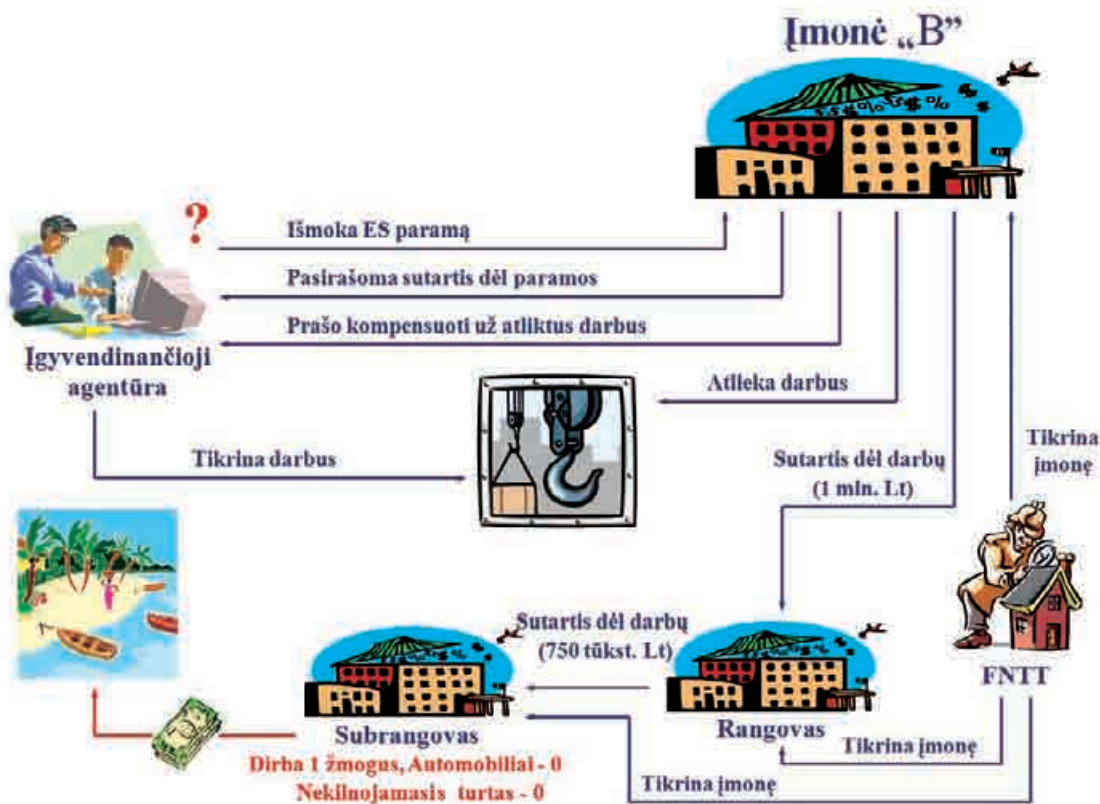 Įmonė „B”
?
Išmoka ES paramą
Pasirašoma sutartis dėl paramos
Prašo kompensuoti už atliktus darbus
Įgyvendinančioji
agentūra
Atlieka darbus
Tikrina darbus
Sutartis dėl darbų
(1 mln. Lt)
Tikrina
įmonę
Sutartis dėl darbų
(750 tūkst. Lt)
FNTT
Subrangovas
Rangovas
Dirba 1 žmogus, Automobiliai - 0
Nekilnojamasis turtas - 0
Tikrina įmonę
Tikrina įmonę